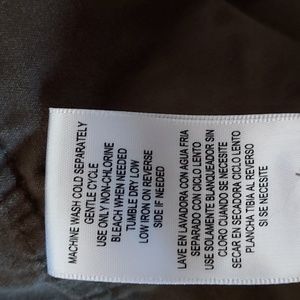 MACHINE WASH COLD SEPARATELY
GENTLE CYCLE
USE ONLY NON-CHLORINE
BLEACH WHEN NEEDED
TUMBLE DRY LOW
LOW IRON ON REVERSE
SIDE IF NEEDED
LAVE EN LAVADORA CON AGUA FRIA
SEPARADO CON CICLO LENTO
USE SOLAMENTE BLANQUEADOR SIN
CLORO CUANDO SE NECESITE
SECAR EN SECADORA CICLO LENTO
PLANCHA TIBIA AL REVERSO
SI SE NECESITE